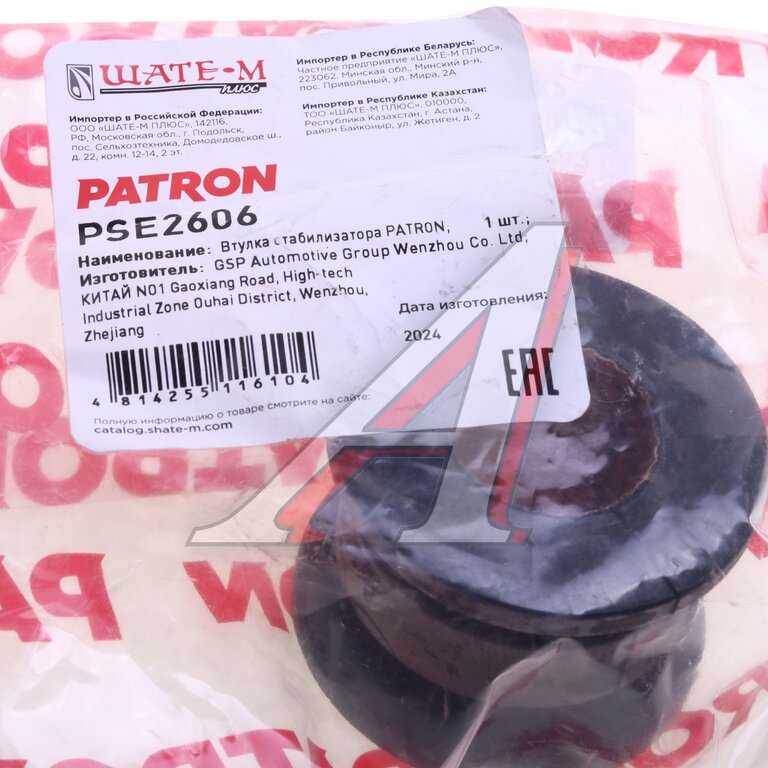 ШАТЕ-М
ПЛЮС
Импортер в Российской Федерации:
ООО «ШАТЕ-М ПЛЮС», 142116,
РФ, Московская обл., г. Подольск,
пос. Сельхозтехника, Домодедовское ш.,
д. 22, комн. 12-14, 2 эт.
Импортер в Республике Беларусь:
Частное предприятие «ШАТЕ-М ПЛЮС»,
223062, Минская обл., Минский р-н,
пос. Привольный, ул. Мира, 2А
Импортер в Республике Казахстан:
ТОО «ШАТЕ-М ПЛЮС», 010000,
Республика Казахстан, г. Астана,
район Байконыр, ул. Жетиген, д. 2
PATRON
PSE2606
Наименование: Втулка стабилизатора PATRON, 1 шт.;
Изготовитель: GSP Automotive Group Wenzhou Co. Ltd;
КИТАЙ NO1 Gaoxiang Road, High-tech
Industrial Zone Ouhai District, Wenzhou,
Zhejiang
Дата изготовления:
2024
4 814255 116104
EAC
Полную информацию о товаре смотрите на сайте:
catalog.shate-m.com